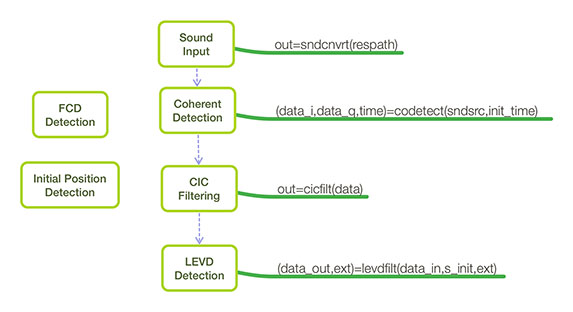 Sound
Input
out=sndcnvrt(respath)
FCD
Detection
Coherent
Detection
(data_i,data_q,time)=codetect(sndsrc,init_time)
Initial Position
Detection
CIC
Filtering
out=cicfilt(data)
LEVD
Detection
(data_out,ext)=levdfilt(data_in,s_init,ext)